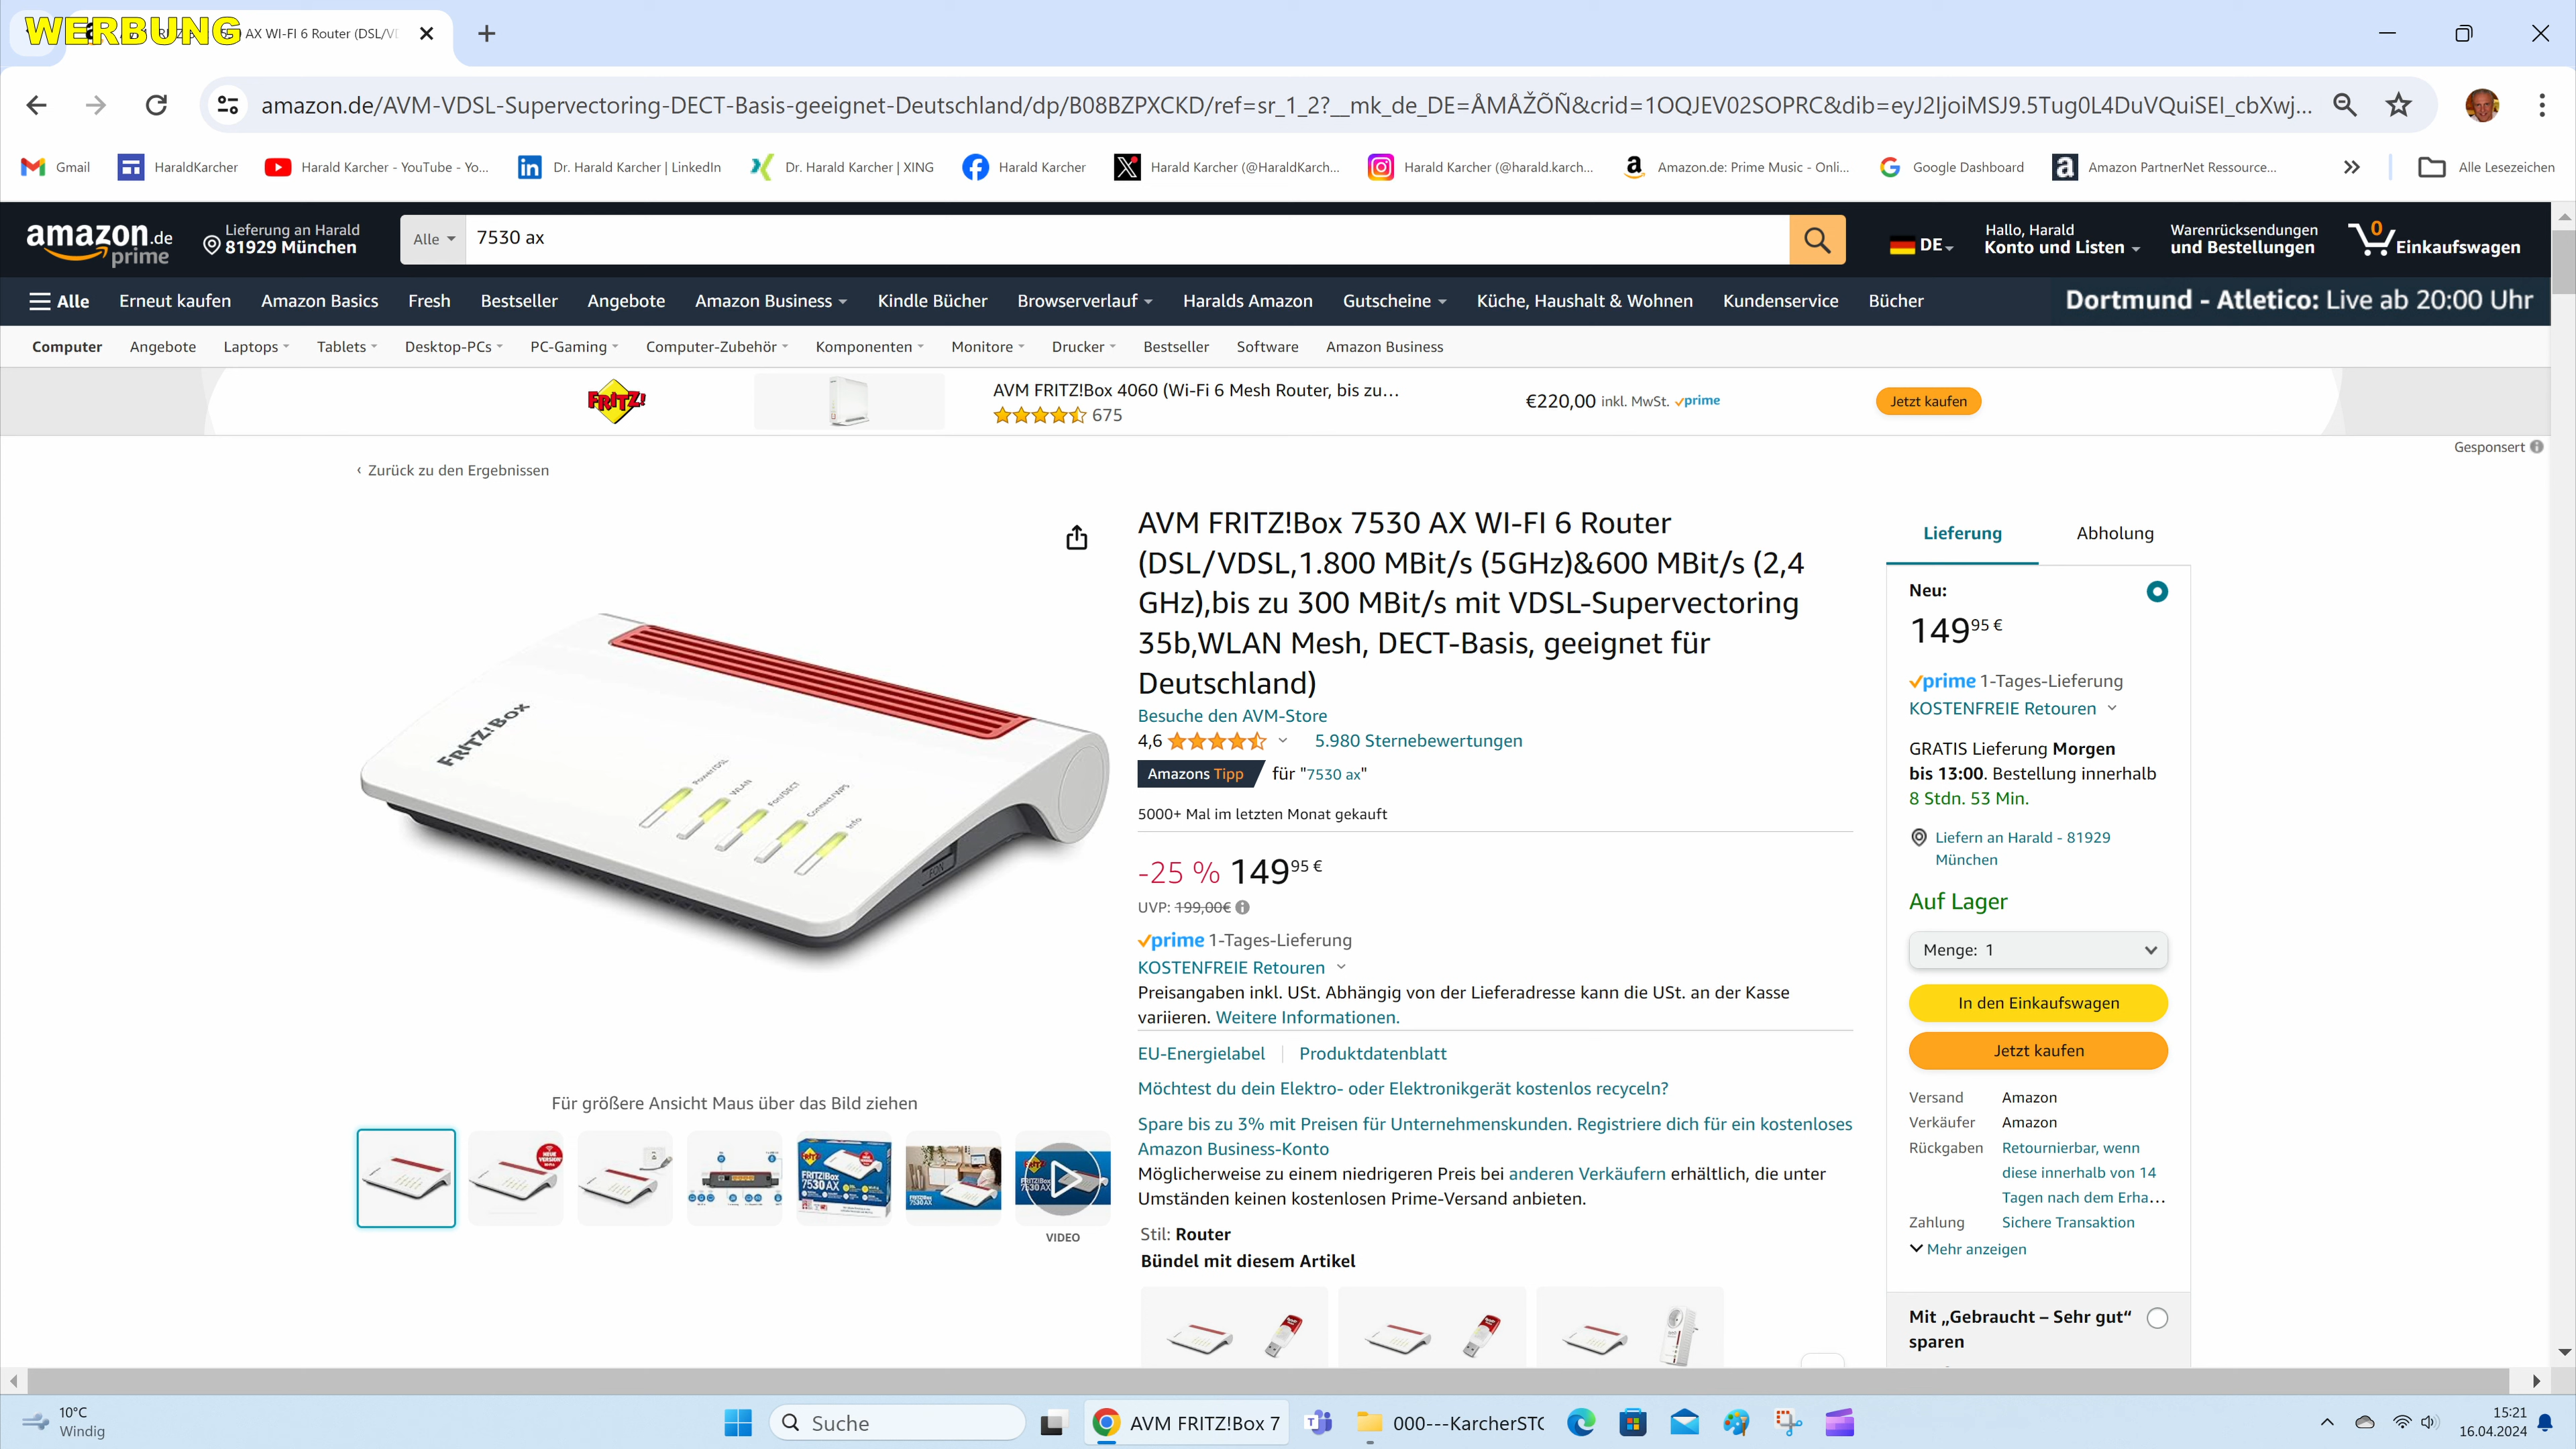 WERBUNG
AX WI-FI 6 Router (DSL/VD
amazon.de/AVM-VDSL-Supervectoring-DECT-Basis-geeignet-Deutschland/dp/B08BZPXCKD/ref=sr_1_2?__mk_de_DE=ÅMÅŽÕÑ&crid=1OQJEV02SOPRC&dib=eyJ2IjoiMSJ9.5Tug0L4DuVQuiSEI_cbXwj...
Gmail
HaraldKarcher
Harald Karcher - YouTube - Yo...
Dr. Harald Karcher | LinkedIn
Dr. Harald Karcher | XING
Harald Karcher
Harald Karcher (@HaraldKarch...
Harald Karcher (@harald.karch...
Amazon.de: Prime Music - Onli...
Google Dashboard
Amazon PartnerNet Ressource...
Alle Lesezeichen
amazon.de
prime
Lieferung an Harald
81929 München
Alle
7530 ax
DE
Hallo, Harald
Konto und Listen
Warenrücksendungen
und Bestellungen
0
Einkaufswagen
Alle
Erneut kaufen
Amazon Basics
Fresh
Bestseller
Angebote
Amazon Business
Kindle Bücher
Browserverlauf
Haralds Amazon
Gutscheine
Küche, Haushalt & Wohnen
Kundenservice
Bücher
Dortmund - Atletico: Live ab 20:00 Uhr
Computer
Angebote
Laptops
Tablets
Desktop-PCs
PC-Gaming
Computer-Zubehör
Komponenten
Monitore
Drucker
Bestseller
Software
Amazon Business
FRITZ!
AVM FRITZ!Box 4060 (Wi-Fi 6 Mesh Router, bis zu...
675
€220,00 inkl. MwSt. prime
Jetzt kaufen
Gesponsert
‹ Zurück zu den Ergebnissen
FRITZ!Box
Power/DSL
WLAN
Fon/DECT
Connect/WPS
Info
FON
Für größere Ansicht Maus über das Bild ziehen
NEUE VERSION
FRITZ!Box
7530 AX
FRITZ!Box
7530 AX
VIDEO
AVM FRITZ!Box 7530 AX WI-FI 6 Router
(DSL/VDSL,1.800 MBit/s (5GHz)&600 MBit/s (2,4
GHz),bis zu 300 MBit/s mit VDSL-Supervectoring
35b,WLAN Mesh, DECT-Basis, geeignet für
Deutschland)
Besuche den AVM-Store
4,6
5.980 Sternebewertungen
Amazons Tipp für "7530 ax"
5000+ Mal im letzten Monat gekauft
-25 % 149 95 €
UVP: 199,00€
prime 1-Tages-Lieferung
KOSTENFREIE Retouren
Preisangaben inkl. USt. Abhängig von der Lieferadresse kann die USt. an der Kasse
variieren. Weitere Informationen.
EU-Energielabel | Produktdatenblatt
Möchtest du dein Elektro- oder Elektronikgerät kostenlos recyceln?
Spare bis zu 3% mit Preisen für Unternehmenskunden. Registriere dich für ein kostenloses
Amazon Business-Konto
Möglicherweise zu einem niedrigeren Preis bei anderen Verkäufern erhältlich, die unter
Umständen keinen kostenlosen Prime-Versand anbieten.
Stil: Router
Bündel mit diesem Artikel
Lieferung
Abholung
Neu:
149 95 €
prime 1-Tages-Lieferung
KOSTENFREIE Retouren
GRATIS Lieferung Morgen
bis 13:00. Bestellung innerhalb
8 Stdn. 53 Min.
Liefern an Harald - 81929
München
Auf Lager
Menge: 1
In den Einkaufswagen
Jetzt kaufen
Versand Amazon
Verkäufer Amazon
Rückgaben Retournierbar, wenn
diese innerhalb von 14
Tagen nach dem Erha...
Zahlung Sichere Transaktion
Mehr anzeigen
Mit „Gebraucht – Sehr gut“
sparen
10°C
Windig
Suche
AVM FRITZ!Box 7
000---KarcherSTO
15:21
16.04.2024